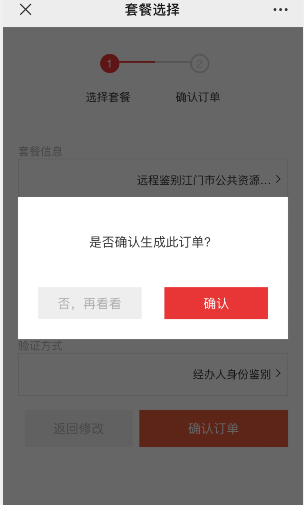 套餐选择
1
2
选择套餐
确认订单
套餐信息
远程鉴别江门市公共资源...
是否确认生成此订单?
否，再看看
确认
验证方式
经办人身份鉴别
返回修改
确认订单